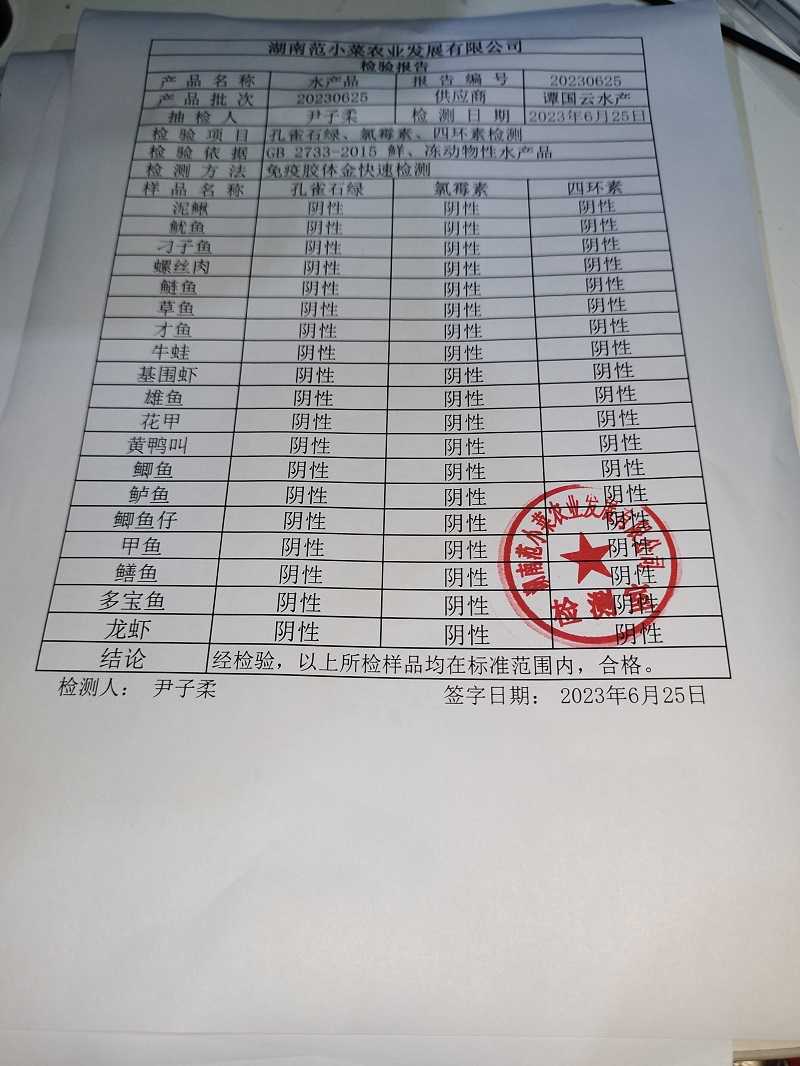 湖南范小菜农业发展有限公司
检验报告
产品名称 水产品 报告编号 20230625
产品批次 20230625 供应商 谭国云水产
抽检人 尹子柔 检测日期 2023年6月25日
检验项目 孔雀石绿、氯霉素、四环素检测
检验依据 GB 2733-2015 鲜、冻动物性水产品
检测方法 免疫胶体金快速检测
样品名称 孔雀石绿 氯霉素 四环素
泥鳅 阴性 阴性 阴性
鱿鱼 阴性 阴性 阴性
刁子鱼 阴性 阴性 阴性
螺丝肉 阴性 阴性 阴性
鲢鱼 阴性 阴性 阴性
草鱼 阴性 阴性 阴性
才鱼 阴性 阴性 阴性
牛蛙 阴性 阴性 阴性
基围虾 阴性 阴性 阴性
雄鱼 阴性 阴性 阴性
花甲 阴性 阴性 阴性
黄鸭叫 阴性 阴性 阴性
鲫鱼 阴性 阴性 阴性
鲈鱼 阴性 阴性 阴性
鲫鱼仔 阴性 阴性 阴性
甲鱼 阴性 阴性 阴性
鳝鱼 阴性 阴性 阴性
多宝鱼 阴性 阴性 阴性
龙虾 阴性 阴性 阴性
结论 经检验，以上所检样品均在标准范围内，合格。
检测人： 尹子柔 签字日期： 2023年6月25日
湖南范小菜农业发展有限公司
检测